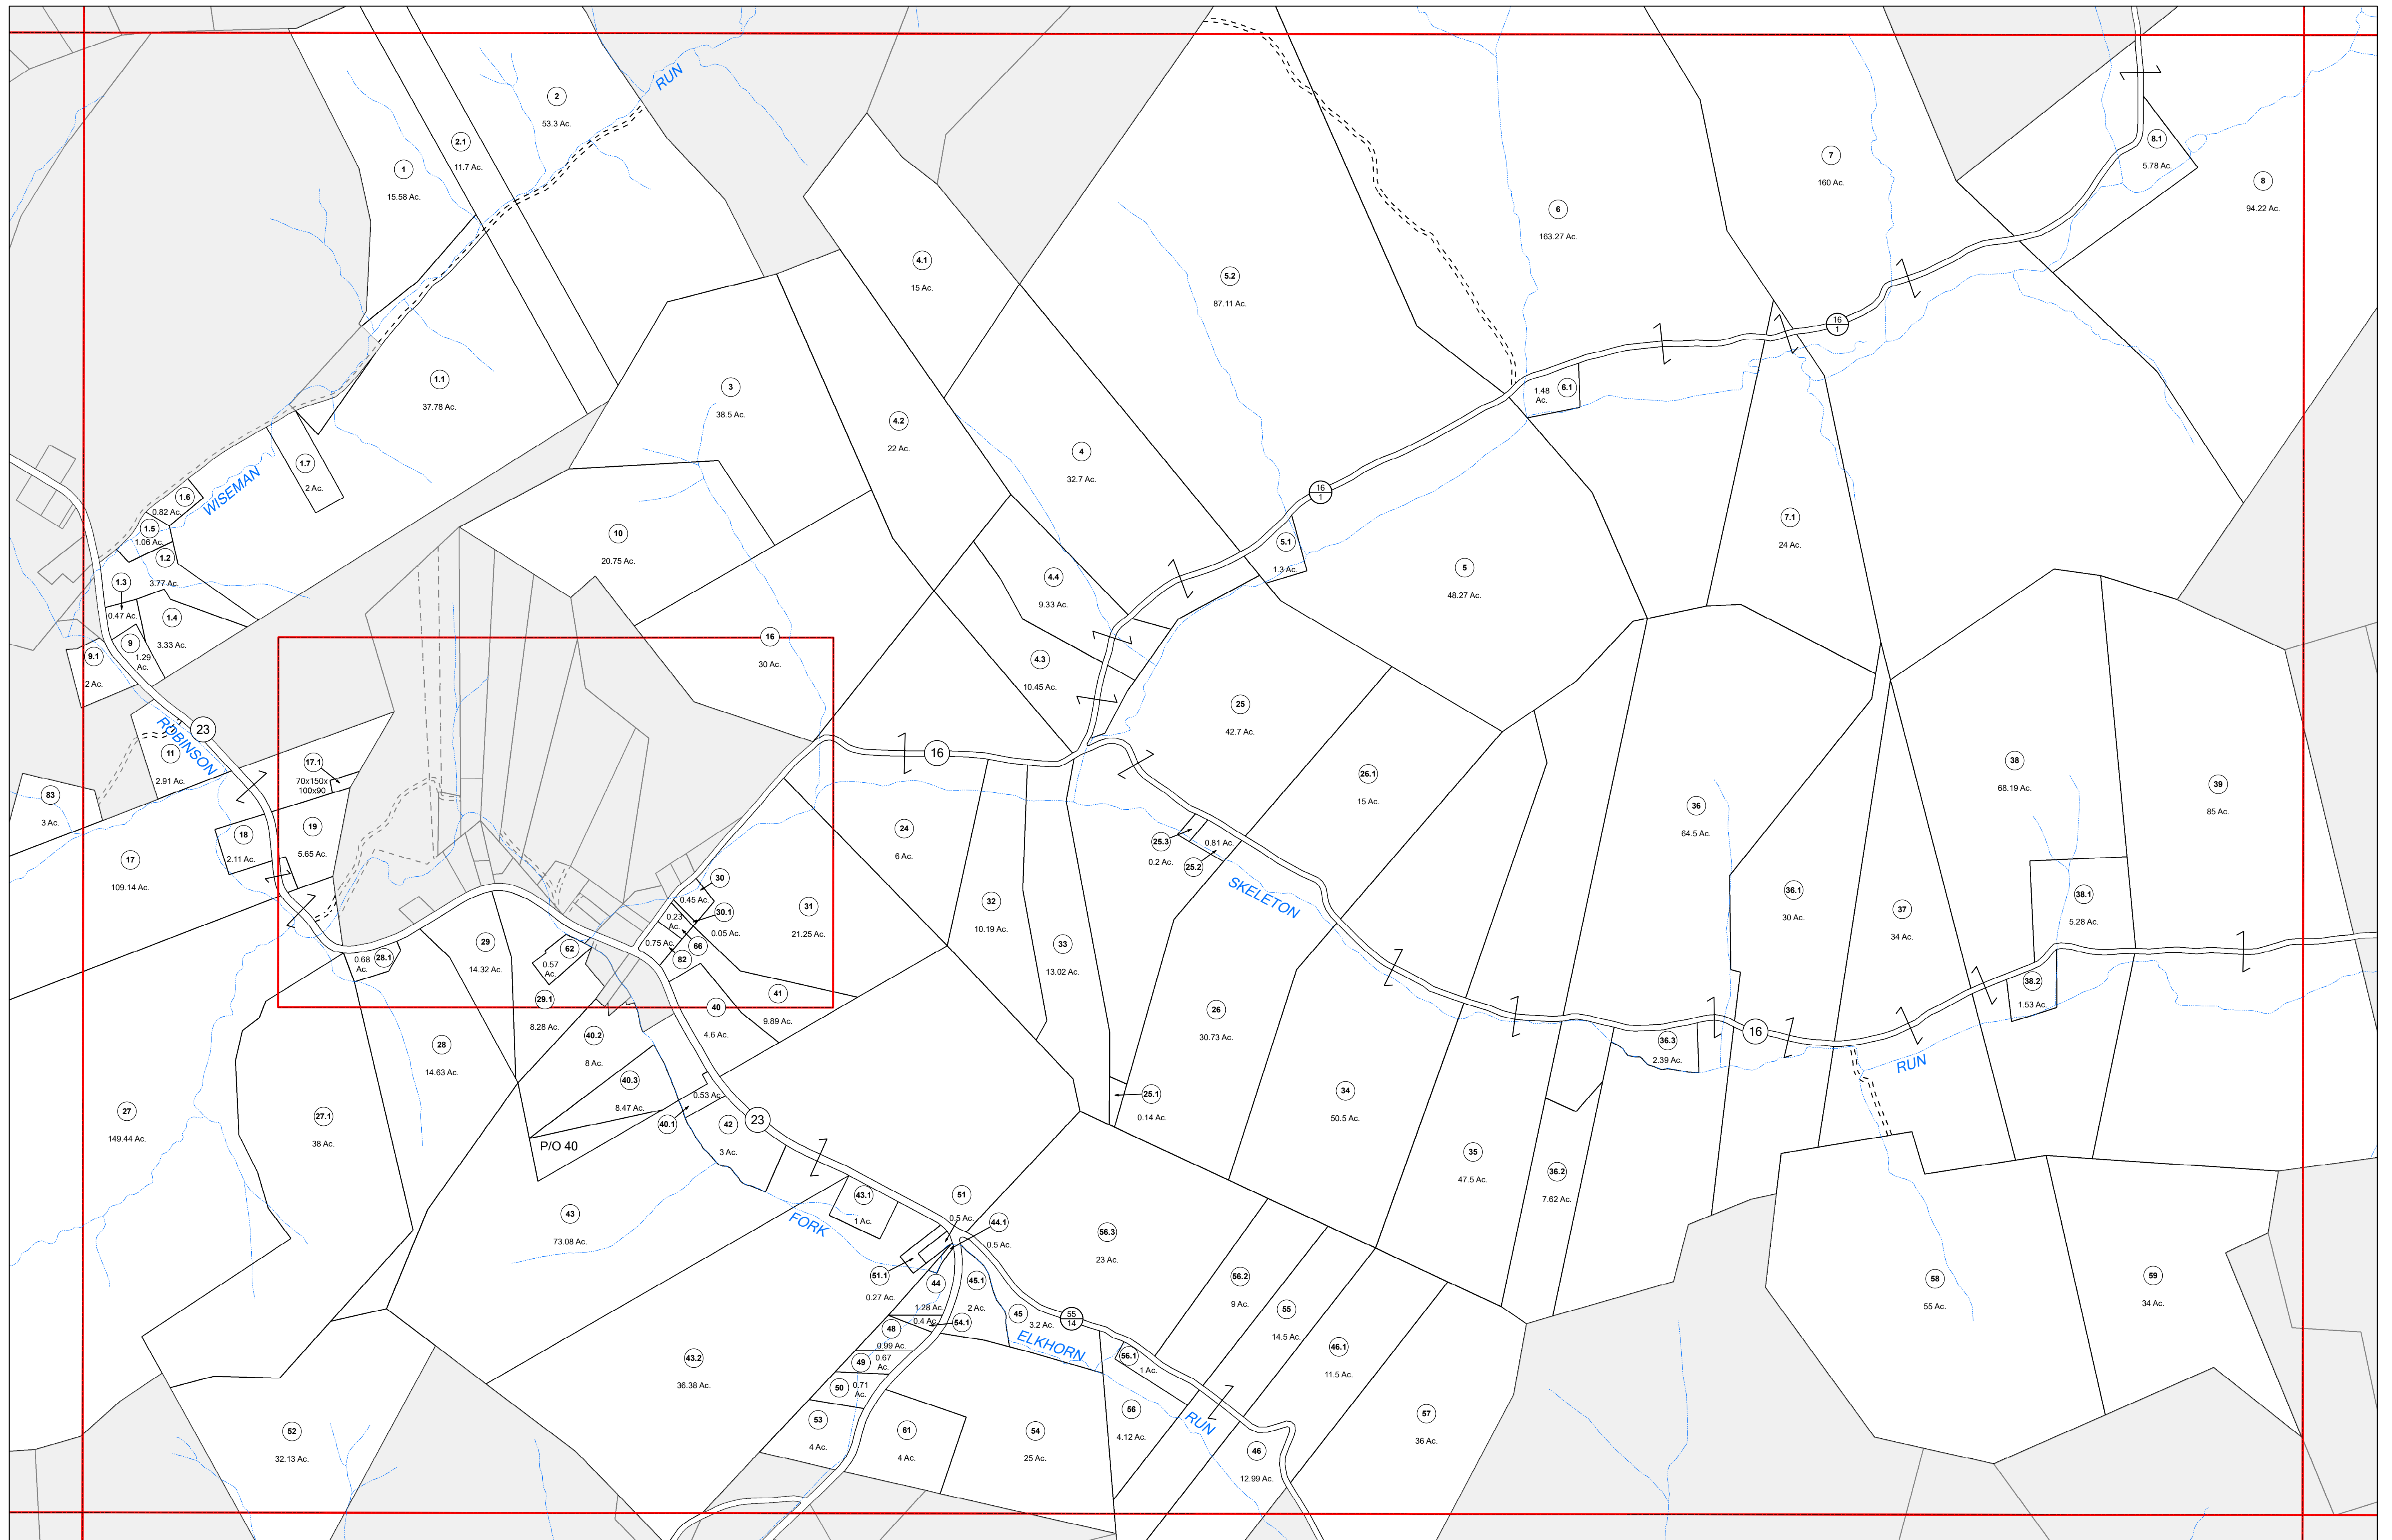 RUN
2
53.3 Ac.
2.1
11.7 Ac.
1
15.58 Ac.
7
160 Ac.
8.1
5.78 Ac.
8
94.22 Ac.
6
163.27 Ac.
4.1
15 Ac.
5.2
87.11 Ac.
16
1
1.1
37.78 Ac.
3
38.5 Ac.
1.48
Ac.
6.1
4.2
22 Ac.
4
32.7 Ac.
1.7
2 Ac.
WISEMAN
1.6
0.82 Ac.
1.5
1.06 Ac.
1.2
3.77 Ac.
1.3
0.47 Ac.
1.4
3.33 Ac.
9
1.29
Ac.
9.1
2 Ac.
10
20.75 Ac.
16
1
5.1
1.3 Ac.
7.1
24 Ac.
5
48.27 Ac.
4.4
9.33 Ac.
16
30 Ac.
4.3
10.45 Ac.
25
42.7 Ac.
23
ROBINSON
11
2.91 Ac.
17.1
70x150x
100x90
16
26.1
15 Ac.
38
68.19 Ac.
39
85 Ac.
83
3 Ac.
18
2.11 Ac.
19
5.65 Ac.
17
109.14 Ac.
24
6 Ac.
36
64.5 Ac.
25.3
0.2 Ac.
0.81 Ac.
25.2
SKELETON
30
0.45 Ac.
30.1
0.23
Ac.
0.05 Ac.
31
21.25 Ac.
32
10.19 Ac.
36.1
30 Ac.
37
34 Ac.
38.1
5.28 Ac.
29
14.32 Ac.
62
0.57
Ac.
0.75 Ac.
66
82
33
13.02 Ac.
0.68
Ac.
28.1
29.1
8.28 Ac.
41
9.89 Ac.
40
4.6 Ac.
26
30.73 Ac.
38.2
1.53 Ac.
28
14.63 Ac.
40.2
8 Ac.
36.3
2.39 Ac.
16
RUN
40.3
8.47 Ac.
0.53 Ac.
40.1
25.1
0.14 Ac.
34
50.5 Ac.
27
149.44 Ac.
27.1
38 Ac.
P/O 40
42
3 Ac.
23
35
47.5 Ac.
36.2
7.62 Ac.
43
73.08 Ac.
43.1
1 Ac.
FORK
51
0.5 Ac.
44.1
0.5 Ac.
56.3
23 Ac.
51.1
0.27 Ac.
44
1.28 Ac.
45.1
2 Ac.
56.2
9 Ac.
58
55 Ac.
59
34 Ac.
0.4 Ac.
54.1
45
3.2 Ac.
55
14
55
14.5 Ac.
48
0.99 Ac.
ELKHORN
56.1
1 Ac.
46.1
11.5 Ac.
43.2
36.38 Ac.
49
0.67
Ac.
50
0.71
Ac.
53
4 Ac.
61
4 Ac.
54
25 Ac.
56
4.12 Ac.
RUN
57
36 Ac.
52
32.13 Ac.
46
12.99 Ac.